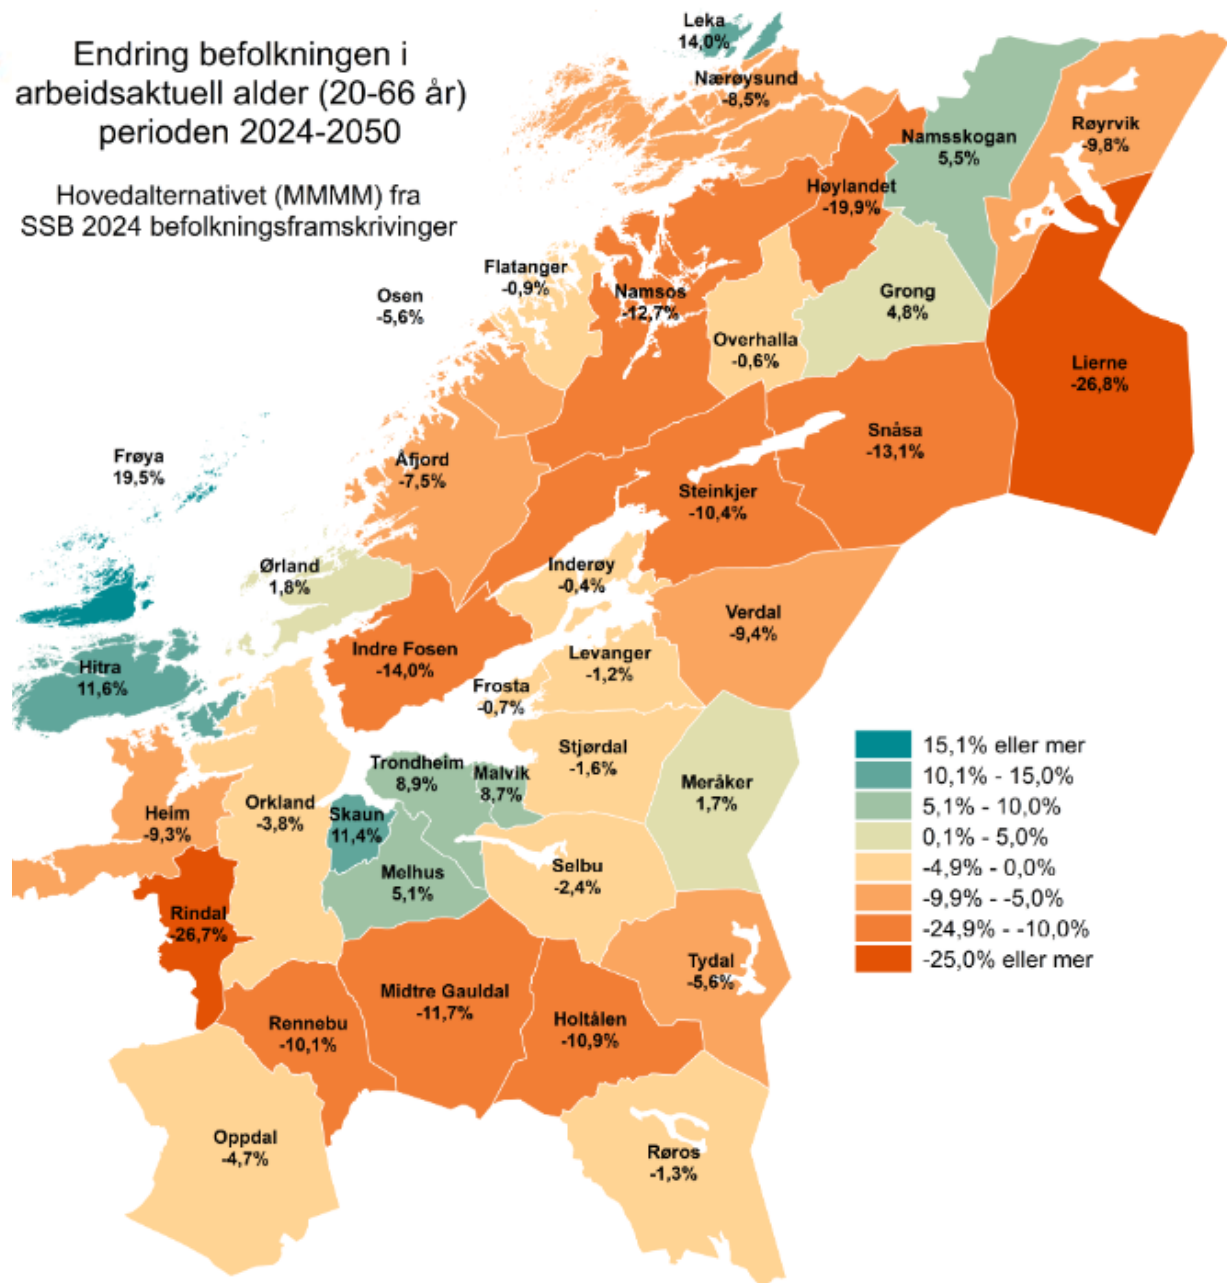 Endring befolkningen i
arbeidsaktuell alder (20-66 år)
perioden 2024-2050
Hovedalternativet (MMMM) fra
SSB 2024 befolkningsframskrivinger
Leka
14,0%
Nærøysund
-8,5%
Namsskogan
5,5%
Røyrvik
-9,8%
Høylandet
-19,9%
Flatanger
-0,9%
Osen
-5,6%
Namsos
-12,7%
Grong
4,8%
Overhalla
-0,6%
Lierne
-26,8%
Snåsa
-13,1%
Frøya
19,5%
Åfjord
-7,5%
Steinkjer
-10,4%
Ørland
1,8%
Inderøy
-0,4%
Verdal
-9,4%
Indre Fosen
-14,0%
Levanger
-1,2%
Hitra
11,6%
Frosta
-0,7%
Stjørdal
-1,6%
Trondheim
8,9%
Malvik
8,7%
Meråker
1,7%
Orkland
-3,8%
Skaun
11,4%
Heim
-9,3%
Melhus
5,1%
Selbu
-2,4%
Rindal
-26,7%
Tydal
-5,6%
Midtre Gauldal
-11,7%
Rennebu
-10,1%
Holtålen
-10,9%
Oppdal
-4,7%
Røros
-1,3%
15,1% eller mer
10,1% - 15,0%
5,1% - 10,0%
0,1% - 5,0%
-4,9% - 0,0%
-9,9% - -5,0%
-24,9% - -10,0%
-25,0% eller mer